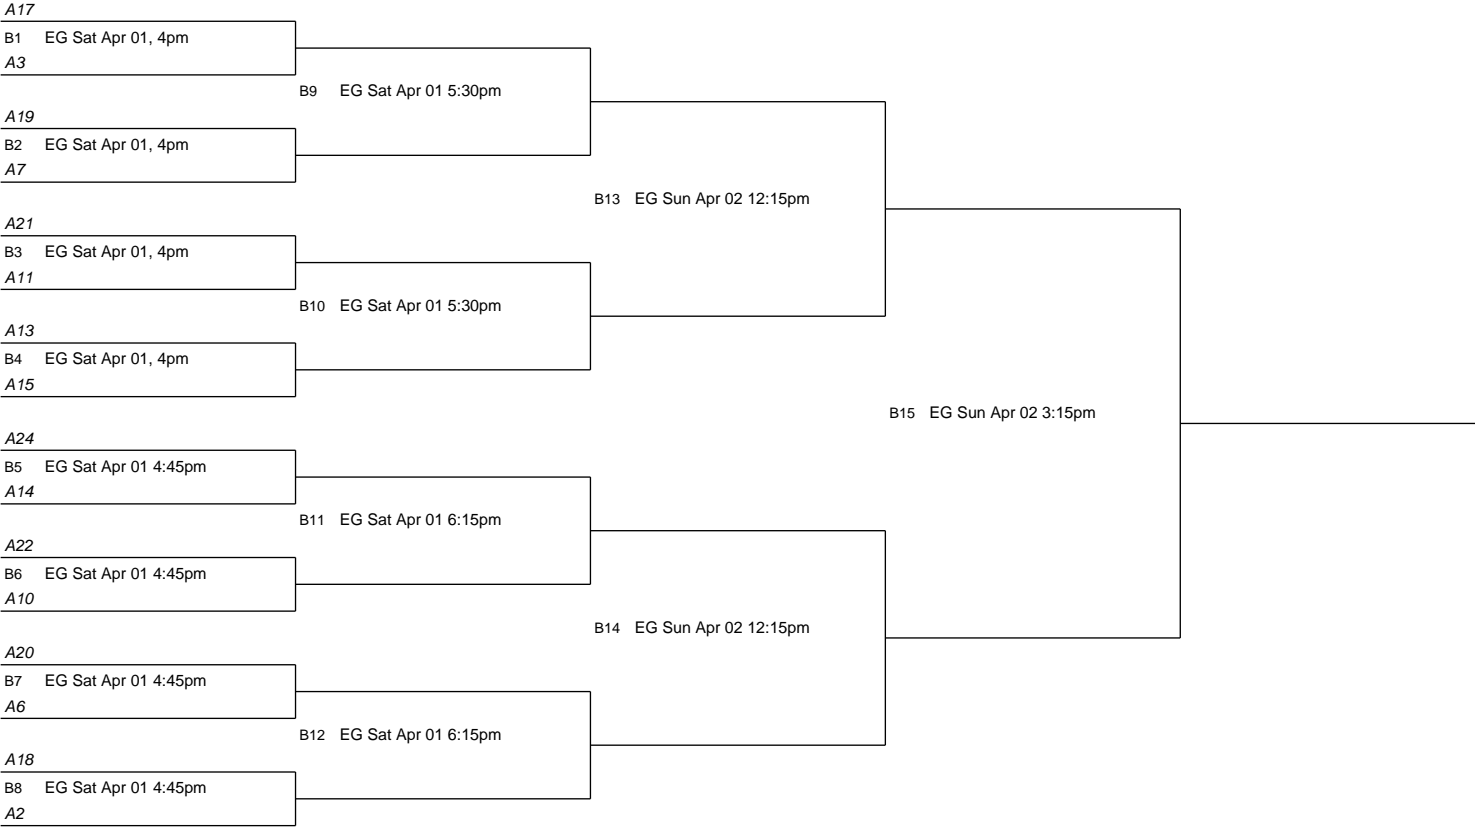 A17
B1 EG Sat Apr 01, 4pm
A3
B9 EG Sat Apr 01 5:30pm
A19
B2 EG Sat Apr 01, 4pm
A7
B13 EG Sun Apr 02 12:15pm
A21
B3 EG Sat Apr 01, 4pm
A11
B10 EG Sat Apr 01 5:30pm
A13
B4 EG Sat Apr 01, 4pm
A15
B15 EG Sun Apr 02 3:15pm
A24
B5 EG Sat Apr 01 4:45pm
A14
B11 EG Sat Apr 01 6:15pm
A22
B6 EG Sat Apr 01 4:45pm
A10
B14 EG Sun Apr 02 12:15pm
A20
B7 EG Sat Apr 01 4:45pm
A6
B12 EG Sat Apr 01 6:15pm
A18
B8 EG Sat Apr 01 4:45pm
A2